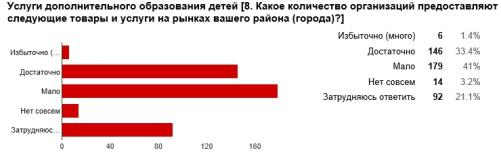 Услуги дополнительного образования детей [8. Какое количество организаций предоставляют
следующие товары и услуги на рынках вашего района (города)?]
Избыточно (…
Достаточно
Мало
Нет совсем
Затрудняюс…
0 40 80 120 160
Избыточно (много) 6 1.4%
Достаточно 146 33.4%
Мало 179 41%
Нет совсем 14 3.2%
Затрудняюсь ответить 92 21.1%